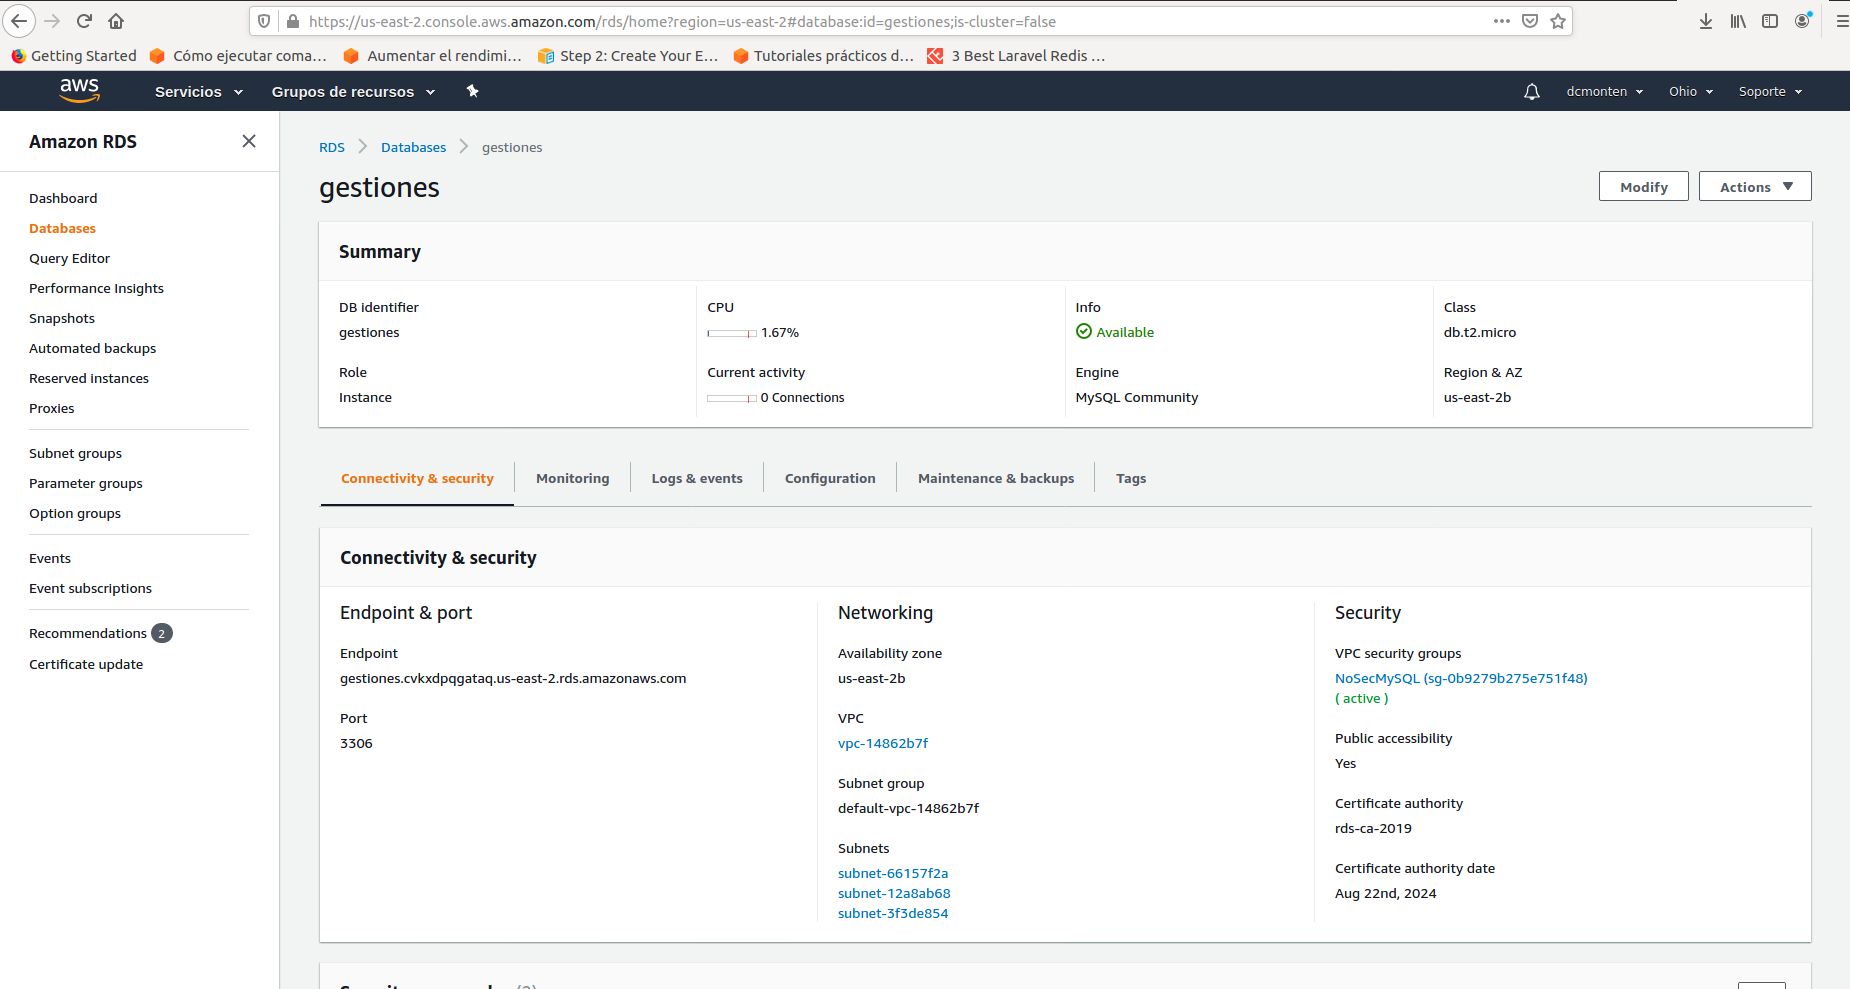 https://us-east-2.console.aws.amazon.com/rds/home?region=us-east-2#database:id=gestiones;is-cluster=false
Getting Started Cómo ejecutar coma... Aumentar el rendimi... Step 2: Create Your E... Tutoriales prácticos d... 3 Best Laravel Redis ...
aws Servicios Grupos de recursos dcmonten Ohio Soporte
Amazon RDS
Dashboard
Databases
Query Editor
Performance Insights
Snapshots
Automated backups
Reserved instances
Proxies
Subnet groups
Parameter groups
Option groups
Events
Event subscriptions
Recommendations 2
Certificate update
RDS Databases gestiones
gestiones
Modify Actions
Summary
DB identifier
gestiones
Role
Instance
CPU
1.67%
Current activity
0 Connections
Info
Available
Engine
MySQL Community
Class
db.t2.micro
Region & AZ
us-east-2b
Connectivity & security Monitoring Logs & events Configuration Maintenance & backups Tags
Connectivity & security
Endpoint & port
Endpoint
gestiones.cvkxdpqgataq.us-east-2.rds.amazonaws.com
Port
3306
Networking
Availability zone
us-east-2b
VPC
vpc-14862b7f
Subnet group
default-vpc-14862b7f
Subnets
subnet-66157f2a
subnet-12a8ab68
subnet-3f3de854
Security
VPC security groups
NoSecMySQL (sg-0b9279b275e751f48)
( active )
Public accessibility
Yes
Certificate authority
rds-ca-2019
Certificate authority date
Aug 22nd, 2024